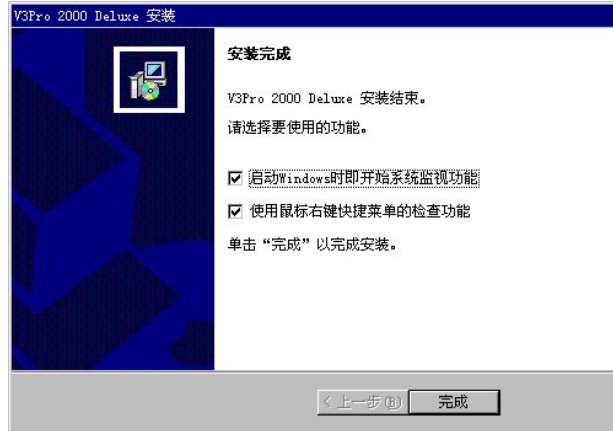 V3Pro 2000 Deluxe 安装
安装完成
V3Pro 2000 Deluxe 安装结束。
请选择要使用的功能。
启动Windows时即开始系统监视功能
使用鼠标右键快捷菜单的检查功能
单击“完成”以完成安装。
< 上一步(B)
完成